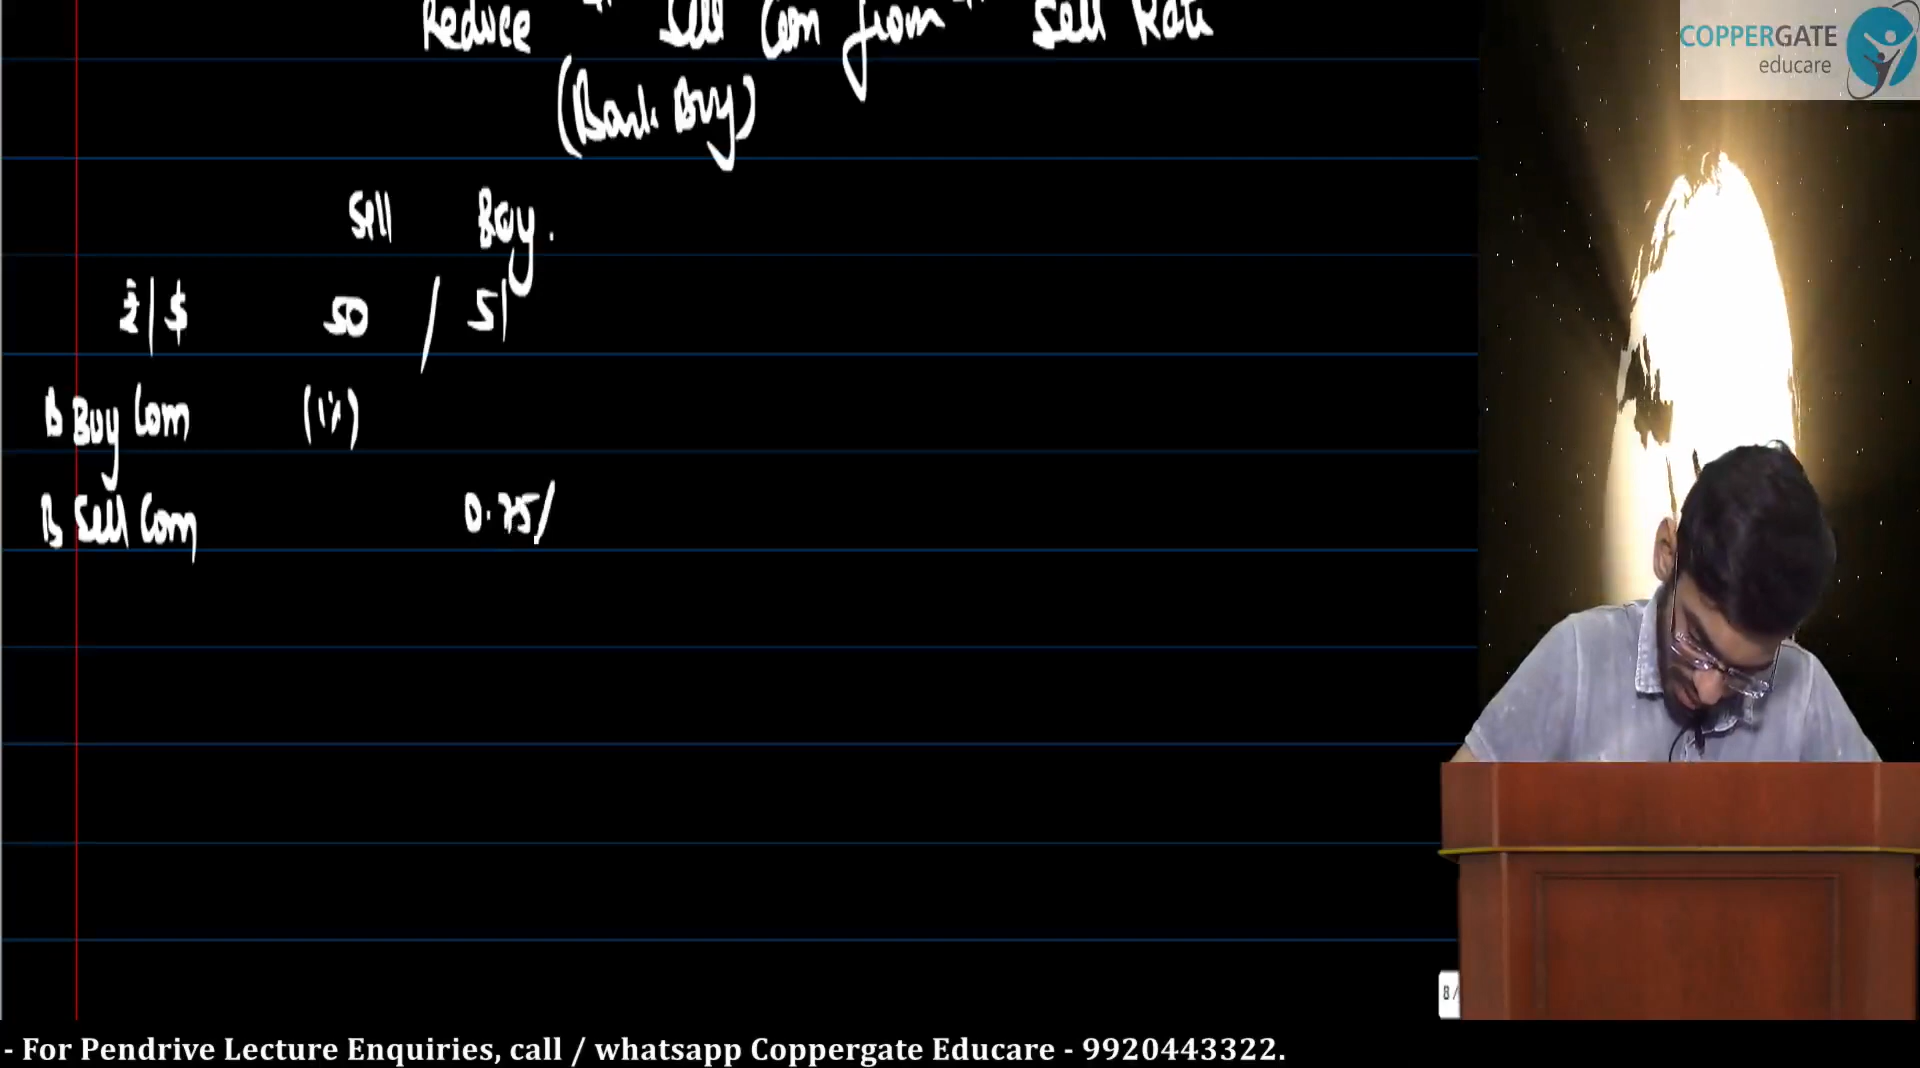 Reduce Sell Com from Sell Rate
(Bank Buy)
Sell Buy.
₹|$ 50 / 51
B Buy Com (1%)
B Sell Com 0.75/
COPPERGATE
educare
8/
- For Pendrive Lecture Enquiries, call / whatsapp Coppergate Educare - 9920443322.